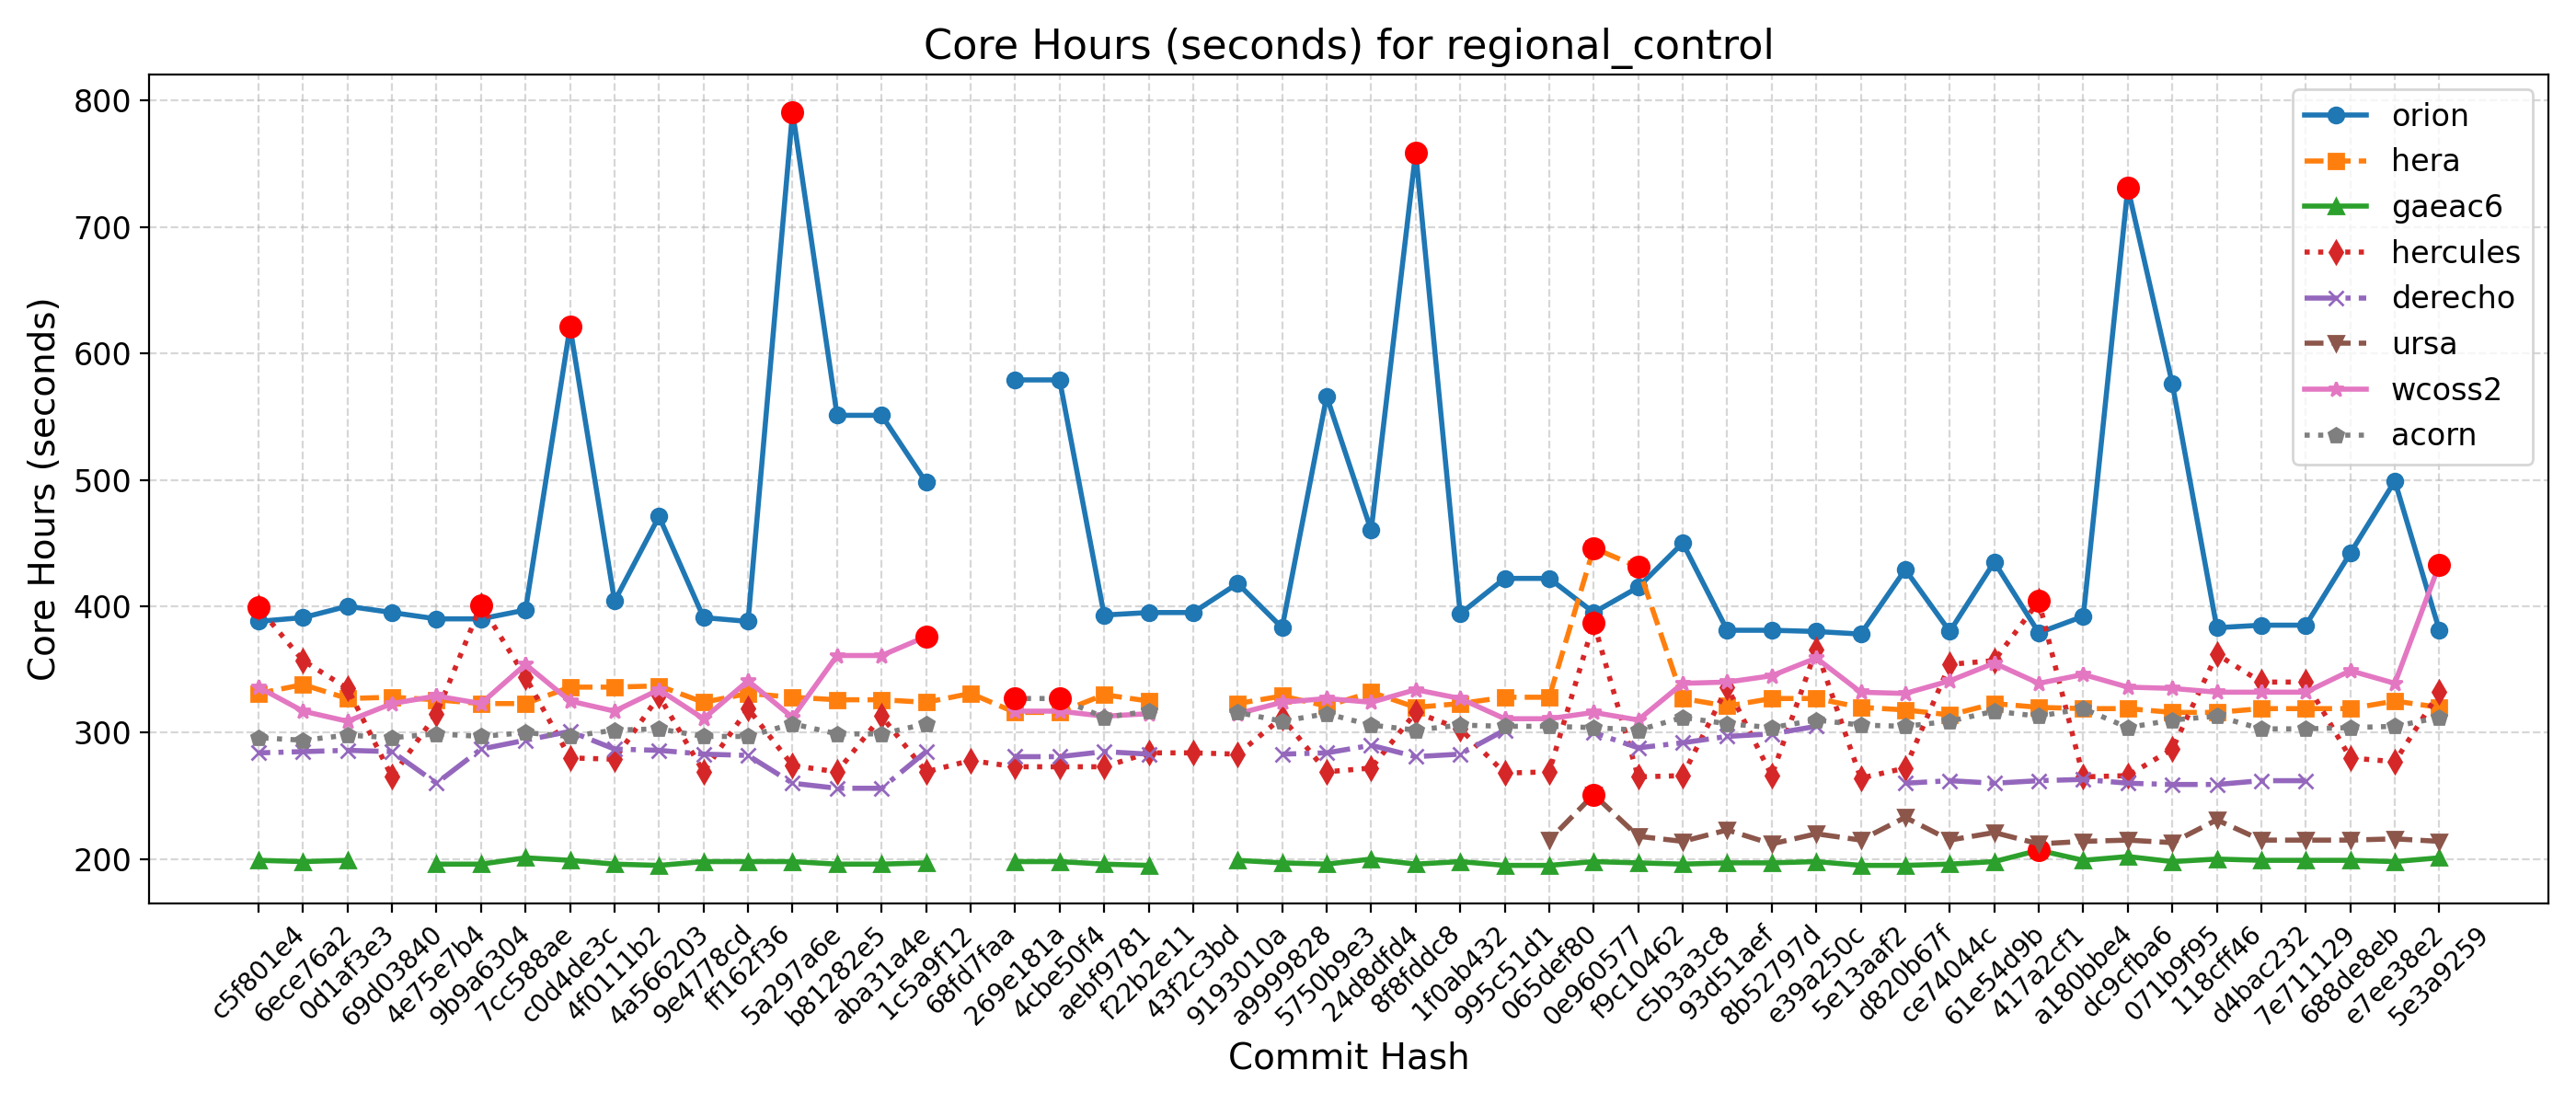 Core Hours (seconds) for regional_control
Core Hours (seconds)
800
700
600
500
400
300
200
orion
hera
gaeac6
hercules
derecho
ursa
wcoss2
acorn
c5f801e4
6ece76a2
0d1af3e3
69d03840
4e75e7b4
9b9a6304
7cc588ae
c0d4de3c
4f0111b2
4a566203
9e4778cd
ff162f36
5a297a6e
b81282e5
aba31a4e
1c5a9f12
68fd7faa
269e181a
4cbe50f4
aebf9781
f22b2e11
43f2c3bd
9193010a
a9999828
5750b9e3
24d8dfd4
8f8fddc8
1f0ab432
995c51d1
065def80
0e960577
f9c10462
c5b3a3c8
93d51aef
8b52797d
e39a250c
5e13aaf2
d820b67f
ce74044c
61e54d9b
417a2cf1
a180bbe4
dc9cfba6
071b9f95
118cff46
d4bac232
7e711129
688de8eb
e7ee38e2
5e3a9259
Commit Hash